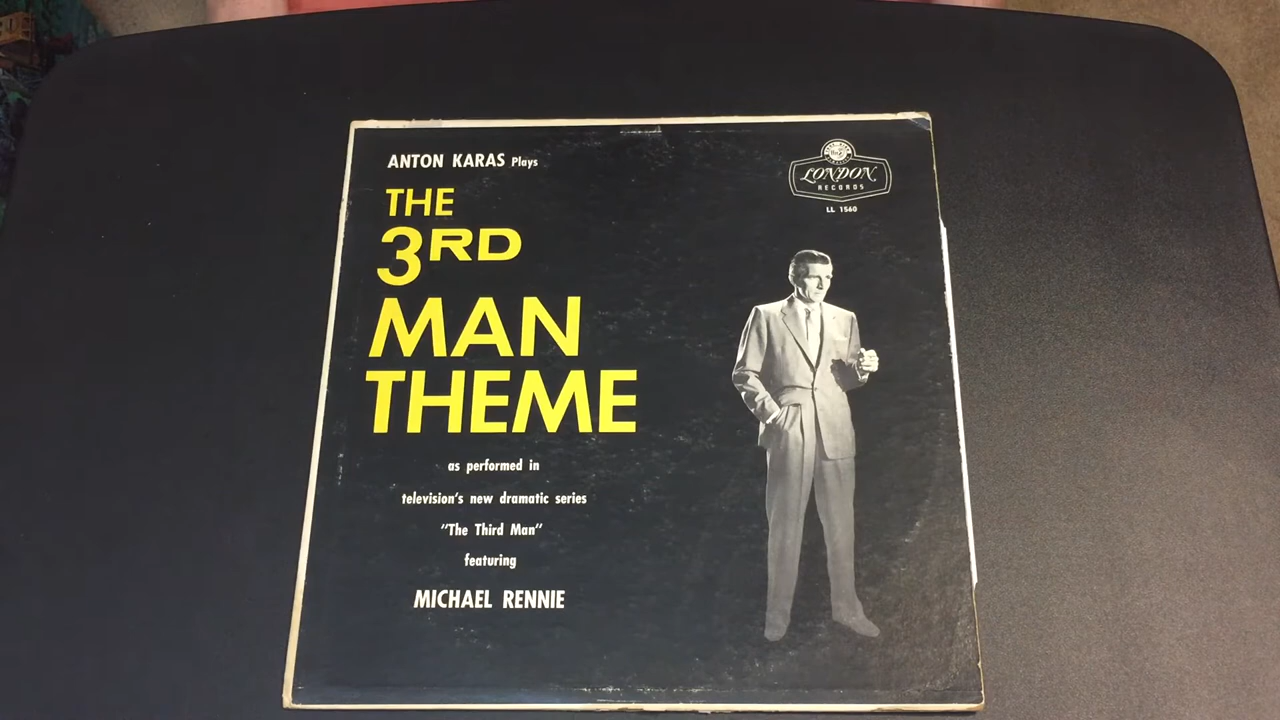 ANTON KARAS Plays
THE
3RD
MAN
THEME
as performed in
television's new dramatic series
"The Third Man"
featuring
MICHAEL RENNIE
LONDON
RECORDS
LL 1560